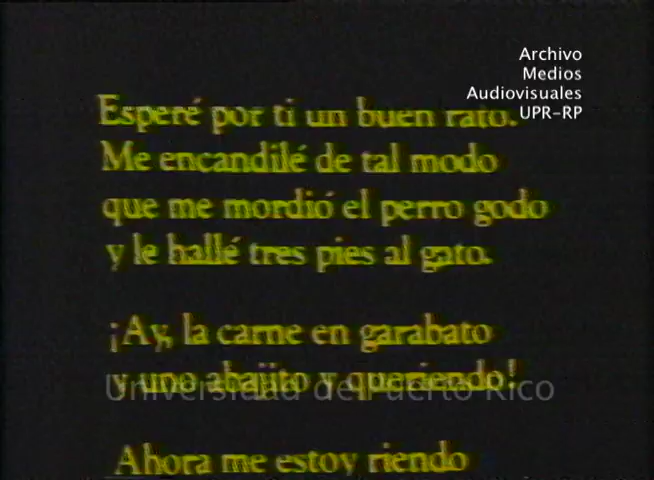 Archivo
Medios
Audiovisuales
UPR-RP
Esperé por ti un buen rato.
Me encandilé de tal modo
que me mordió el perro godo
y le hallé tres pies al gato.
¡Ay, la carne en garabato
y uno abajito y queriendo!
Universidad de Puerto Rico
Ahora me estoy riendo